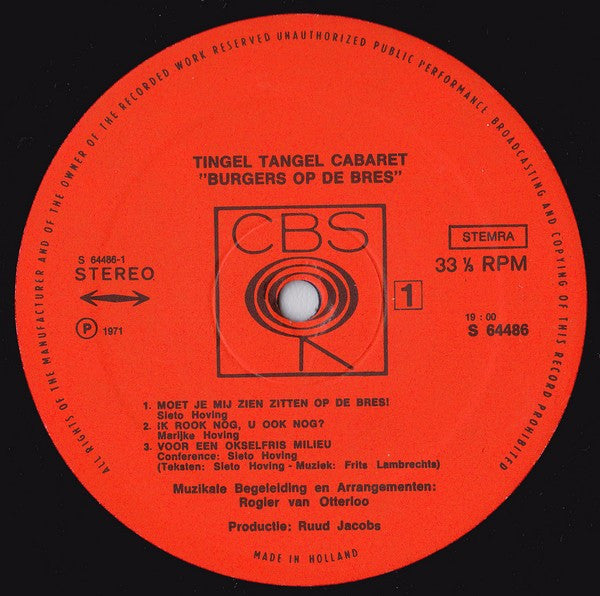 ALL RIGHTS OF THE MANUFACTURER AND OF THE OWNER OF THE RECORDED WORK RESERVED UNAUTHORIZED PUBLIC PERFORMANCE BROADCASTING AND COPYING OF THIS RECORD PROHIBITED
TINGEL TANGEL CABARET
"BURGERS OP DE BRES"
CBS
S 64486-1
STEREO
P 1971
STEMRA
33 ⅓ RPM
1
19 : 00
S 64486
1. MOET JE MIJ ZIEN ZITTEN OP DE BRES!
Sieto Hoving
2. IK ROOK NOG, U OOK NOG?
Marijke Hoving
3. VOOR EEN OKSELFRIS MILIEU
Conference: Sieto Hoving
(Teksten: Sieto Hoving - Muziek: Frits Lambrechts)
Muzikale Begeleiding en Arrangementen:
Rogier van Otterloo
Productie: Ruud Jacobs
MADE IN HOLLAND